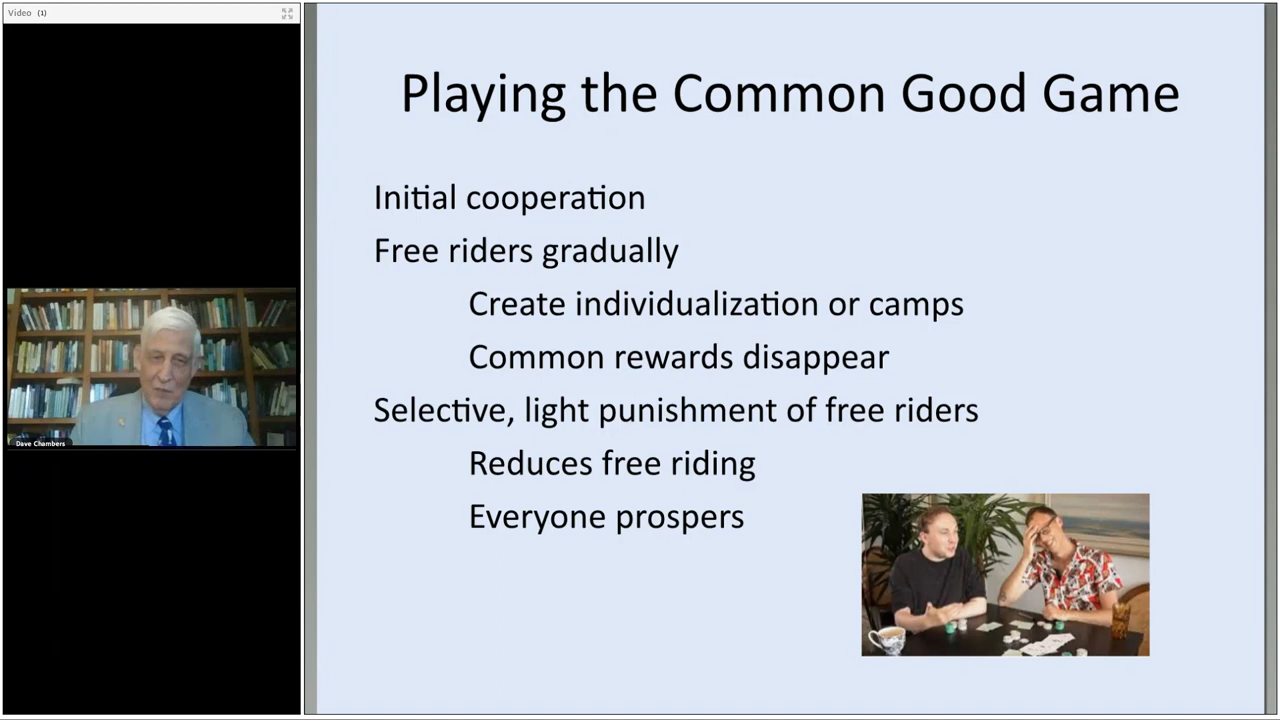 Video (1)
Playing the Common Good Game
Initial cooperation
Free riders gradually
Create individualization or camps
Common rewards disappear
Selective, light punishment of free riders
Reduces free riding
Everyone prospers
Dave Chambers